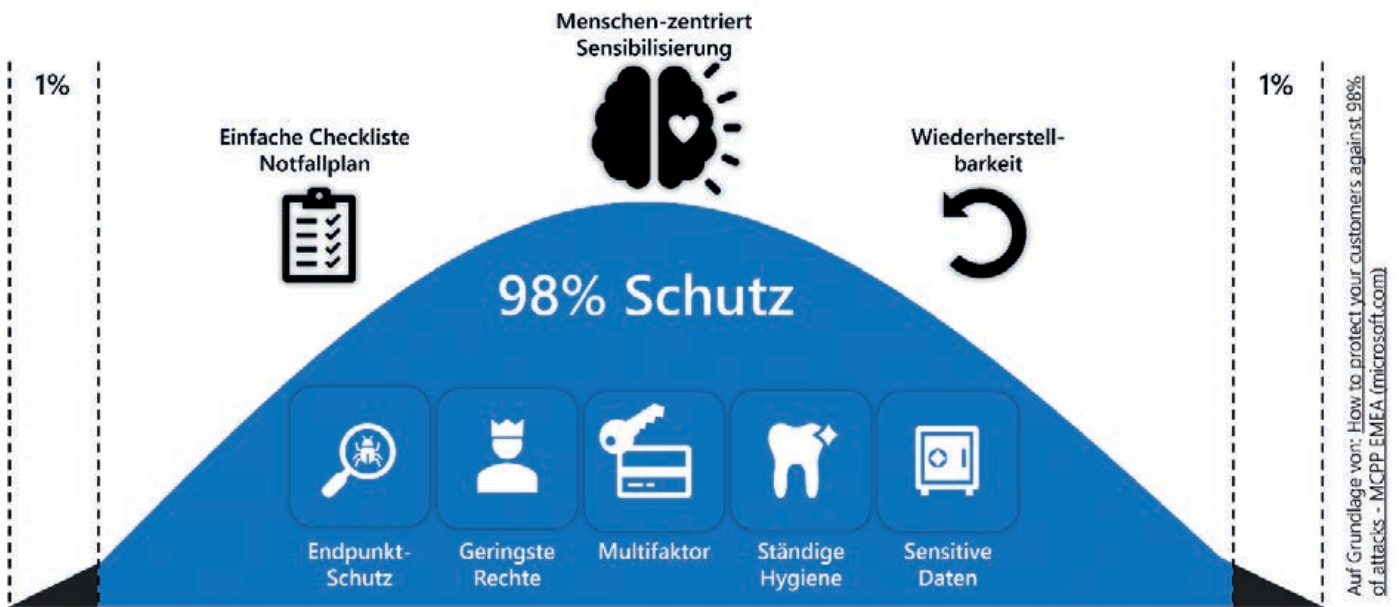 Menschen-zentriert
Sensibilisierung
1%
1%
Einfache Checkliste
Notfallplan
Wiederherstell-
barkeit
98% Schutz
Endpunkt-
Schutz
Geringste
Rechte
Multifaktor
Ständige
Hygiene
Sensitive
Daten
Auf Grundlage von: How to protect your customers against 98%
of attacks - MCPP EMEA (microsoft.com)